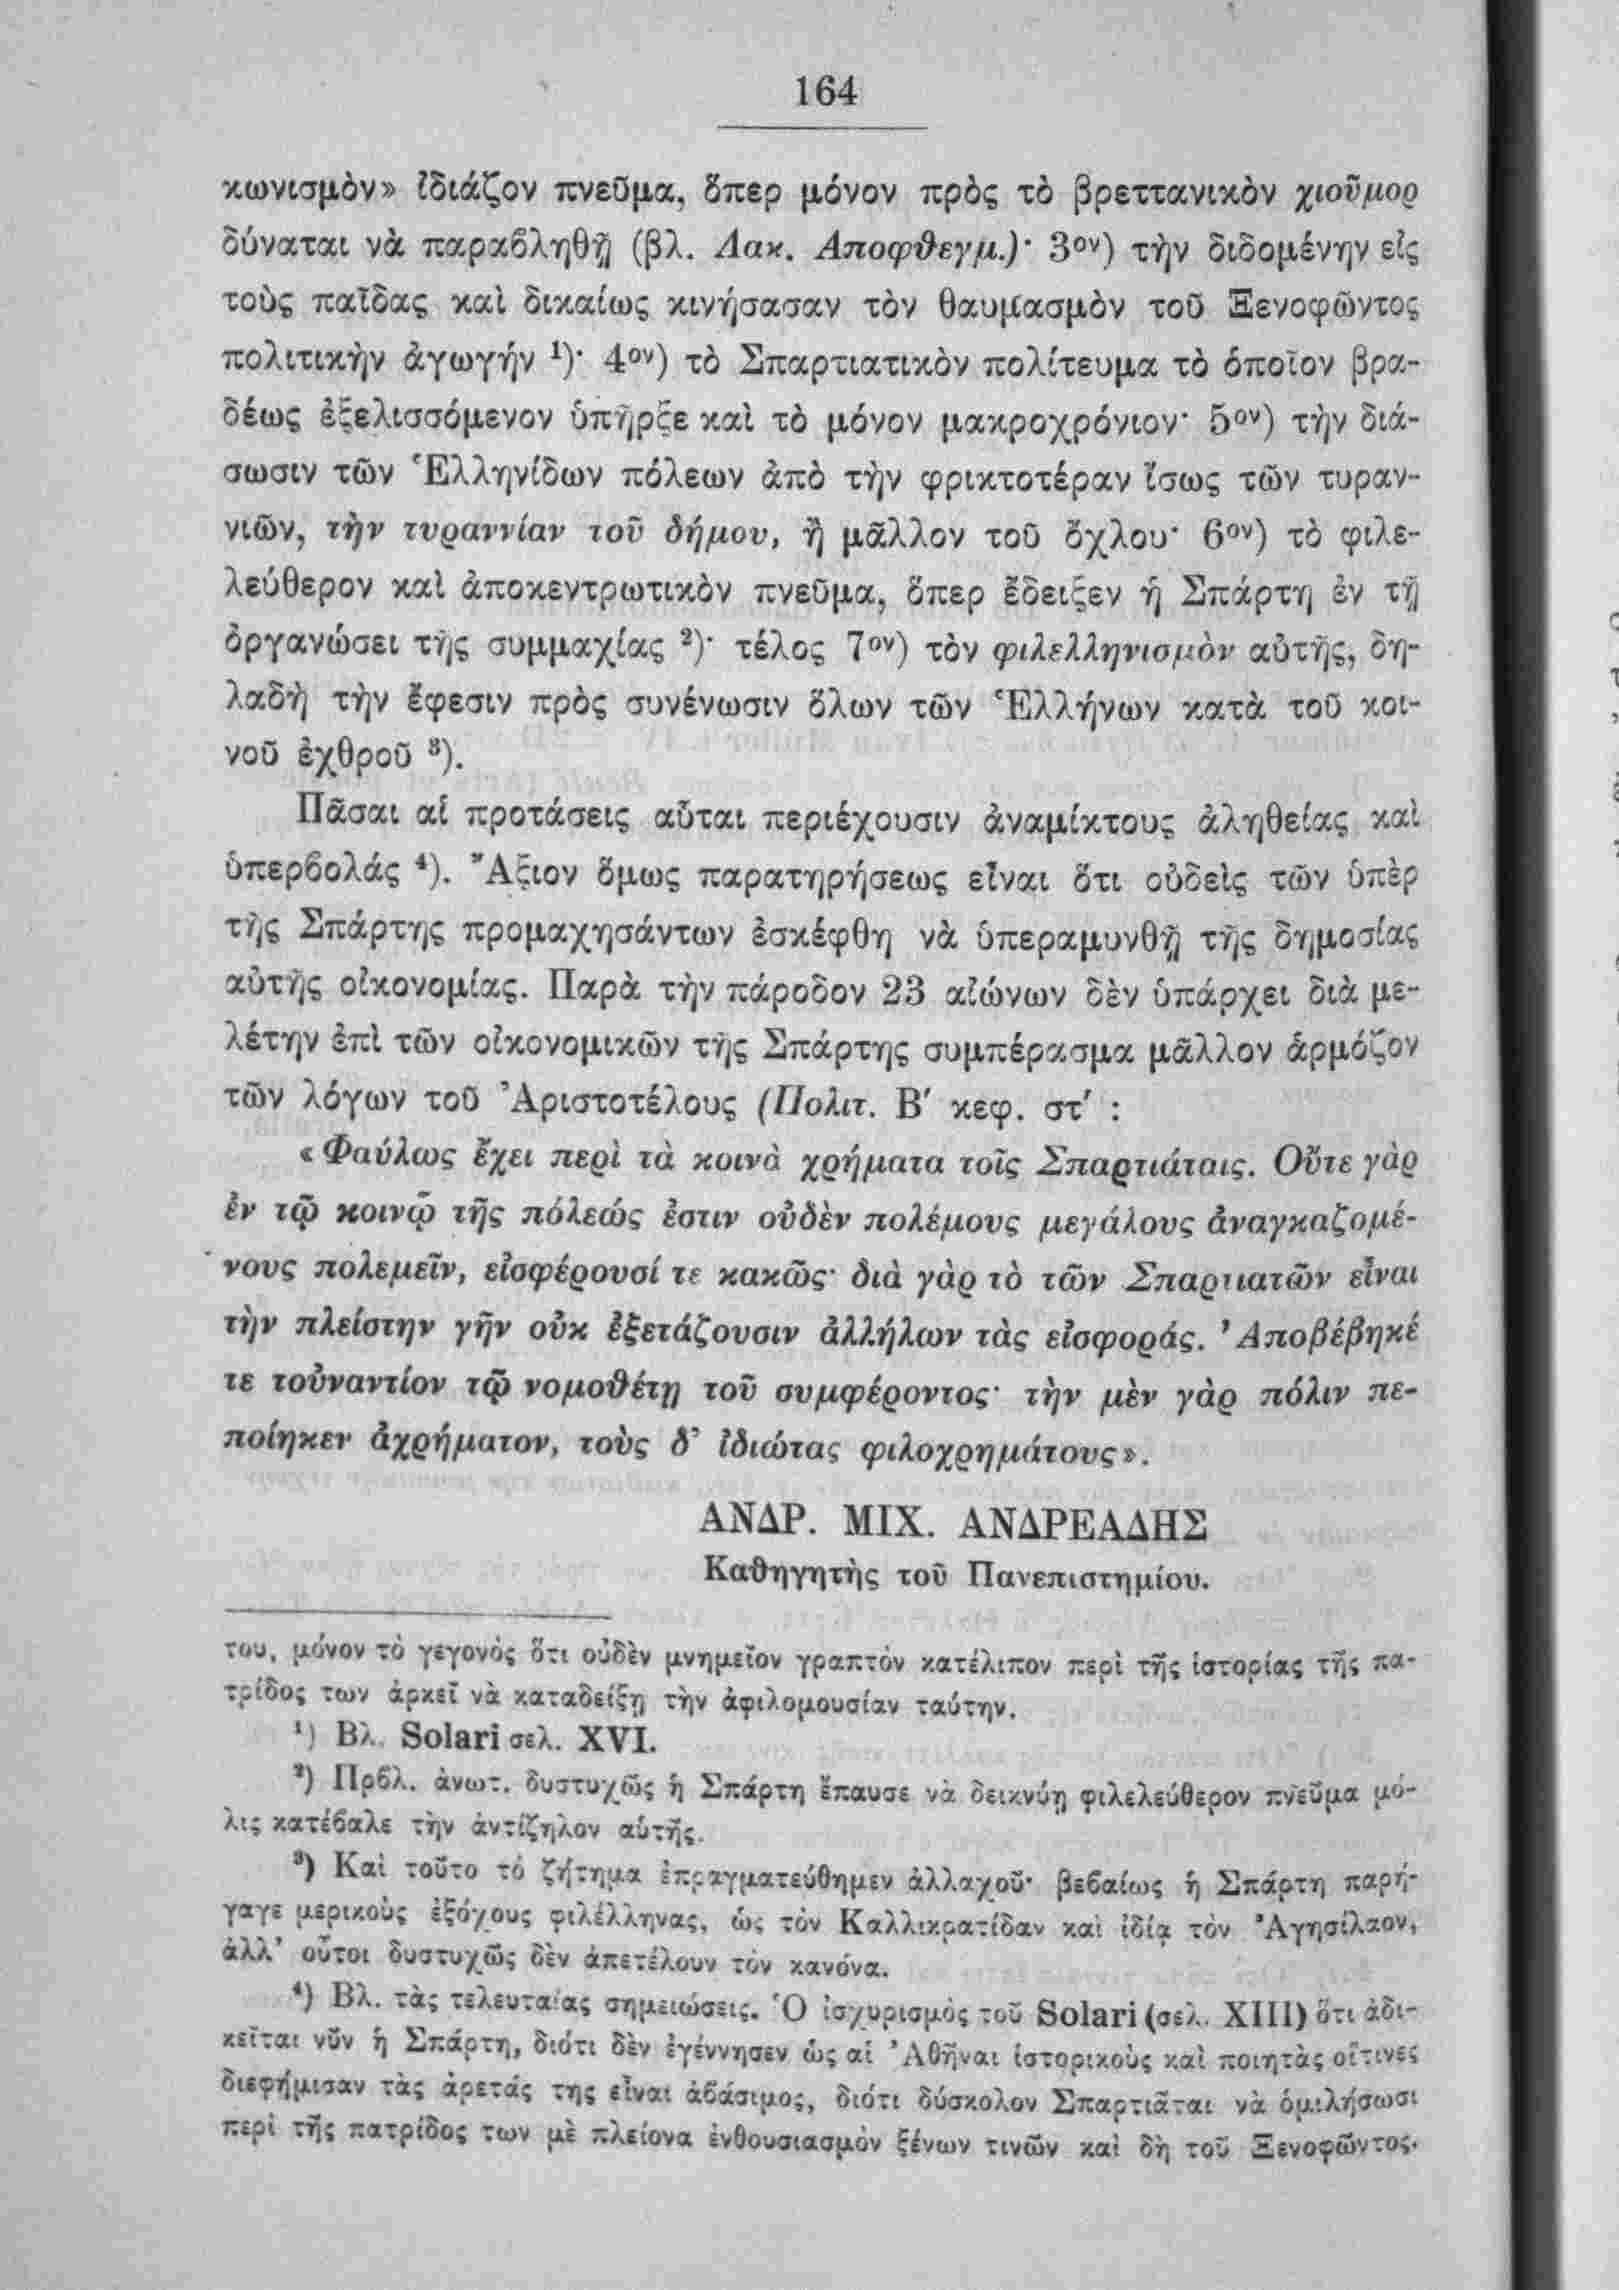 164
κωνισμὸν» ἰδιάζον πνεῦμα, ὅπερ μόνον πρὸς τὸ βρεττανικὸν χιοῦμορ
δύναται νὰ παραβληθῇ (βλ. Λακ. Αποφθεγμ.)· 3ον) τὴν διδομένην εἰς
τοὺς παῖδας καὶ δικαίως κινήσασαν τὸν θαυμασμὸν τοῦ Ξενοφῶντος
πολιτικὴν ἀγωγήν ¹)· 4ον) τὸ Σπαρτιατικὸν πολίτευμα τὸ ὁποῖον βρα-
δέως ἐξελισσόμενον ὑπῆρξε καὶ τὸ μόνον μακροχρόνιον· 5ον) τὴν διά-
σωσιν τῶν Ἑλληνίδων πόλεων ἀπὸ τὴν φρικτοτέραν ἴσως τῶν τυραν-
νιῶν, τὴν τυραννίαν τοῦ δήμου, ἢ μᾶλλον τοῦ ὄχλου· 6ον) τὸ φιλε-
λεύθερον καὶ ἀποκεντρωτικὸν πνεῦμα, ὅπερ ἔδειξεν ἡ Σπάρτη ἐν τῇ
ὀργανώσει τῆς συμμαχίας ²)· τέλος 7ον) τὸν φιλελληνισμὸν αὐτῆς, δη-
λαδὴ τὴν ἔφεσιν πρὸς συνένωσιν ὅλων τῶν Ἑλλήνων κατὰ τοῦ κοι-
νοῦ ἐχθροῦ ³).
Πᾶσαι αἱ προτάσεις αὗται περιέχουσιν ἀναμίκτους ἀληθείας καὶ
ὑπερβολάς ⁴). Ἄξιον ὅμως παρατηρήσεως εἶναι ὅτι οὐδεὶς τῶν ὑπὲρ
τῆς Σπάρτης προμαχησάντων ἐσκέφθη νὰ ὑπεραμυνθῇ τῆς δημοσίας
αὐτῆς οἰκονομίας. Παρὰ τὴν πάροδον 23 αἰώνων δὲν ὑπάρχει διὰ με-
λέτην ἐπὶ τῶν οἰκονομικῶν τῆς Σπάρτης συμπέρασμα μᾶλλον ἁρμόζον
τῶν λόγων τοῦ Ἀριστοτέλους (Πολιτ. Β′ κεφ. στ′ :
«Φαύλως ἔχει περὶ τὰ κοινὰ χρήματα τοῖς Σπαρτιάταις. Οὔτε γὰρ
ἐν τῷ κοινῷ τῆς πόλεώς ἐστιν οὐδὲν πολέμους μεγάλους ἀναγκαζομέ-
νους πολεμεῖν, εἰσφέρουσί τε κακῶς· διὰ γὰρ τὸ τῶν Σπαρτιατῶν εἶναι
τὴν πλείστην γῆν οὐκ ἐξετάζουσιν ἀλλήλων τὰς εἰσφοράς. Ἀποβέβηκέ
τε τοὐναντίον τῷ νομοθέτῃ τοῦ συμφέροντος· τὴν μὲν γὰρ πόλιν πε-
ποίηκεν ἀχρήματον, τοὺς δ' ἰδιώτας φιλοχρημάτους».
ΑΝΔΡ. ΜΙΧ. ΑΝΔΡΕΑΔΗΣ
Καθηγητὴς τοῦ Πανεπιστημίου.
του, μόνον τὸ γεγονὸς ὅτι οὐδὲν μνημεῖον γραπτὸν κατέλιπον περὶ τῆς ἱστορίας τῆς πα-
τρίδος των ἀρκεῖ νὰ καταδείξῃ τὴν ἀφιλομουσίαν ταύτην.
¹) Βλ. Solari σελ. XVI.
²) Πρβλ. ἀνωτ. δυστυχῶς ἡ Σπάρτη ἔπαυσε νὰ δεικνύῃ φιλελεύθερον πνεῦμα μό-
λις κατέβαλε τὴν ἀντίζηλον αὐτῆς.
³) Καὶ τοῦτο τὸ ζήτημα ἐπραγματεύθημεν ἀλλαχοῦ· βεβαίως ἡ Σπάρτη παρή-
γαγε μερικοὺς ἐξόχους φιλέλληνας, ὡς τὸν Καλλικρατίδαν καὶ ἰδίᾳ τὸν Ἀγησίλαον,
ἀλλ' οὗτοι δυστυχῶς δὲν ἀπετέλουν τὸν κανόνα.
⁴) Βλ. τὰς τελευταίας σημειώσεις. Ὁ ἰσχυρισμὸς τοῦ Solari (σελ. XIII) ὅτι ἀδι-
κεῖται νῦν ἡ Σπάρτη, διότι δὲν ἐγέννησεν ὡς αἱ Ἀθῆναι ἱστορικοὺς καὶ ποιητὰς οἵτινες
διεφήμισαν τὰς ἀρετάς της εἶναι ἀβάσιμος, διότι δύσκολον Σπαρτιᾶται νὰ ὁμιλήσωσι
περὶ τῆς πατρίδος των μὲ πλείονα ἐνθουσιασμὸν ξένων τινῶν καὶ δὴ τοῦ Ξενοφῶντος.